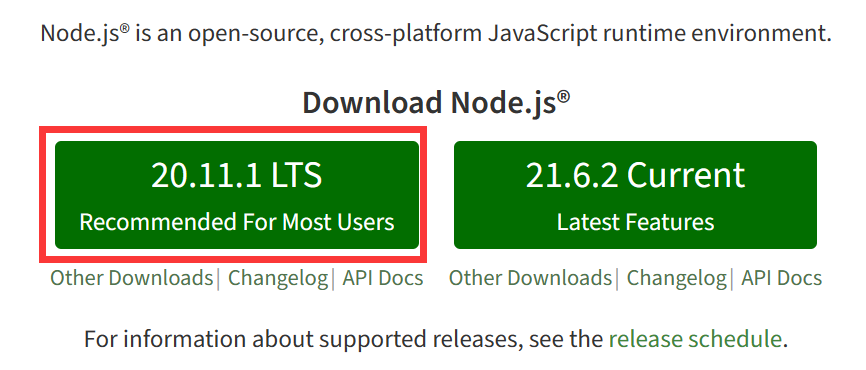 Node.js® is an open-source, cross-platform JavaScript runtime environment.
Download Node.js®
20.11.1 LTS
Recommended For Most Users
21.6.2 Current
Latest Features
Other Downloads| Changelog| API Docs
Other Downloads| Changelog| API Docs
For information about supported releases, see the release schedule.